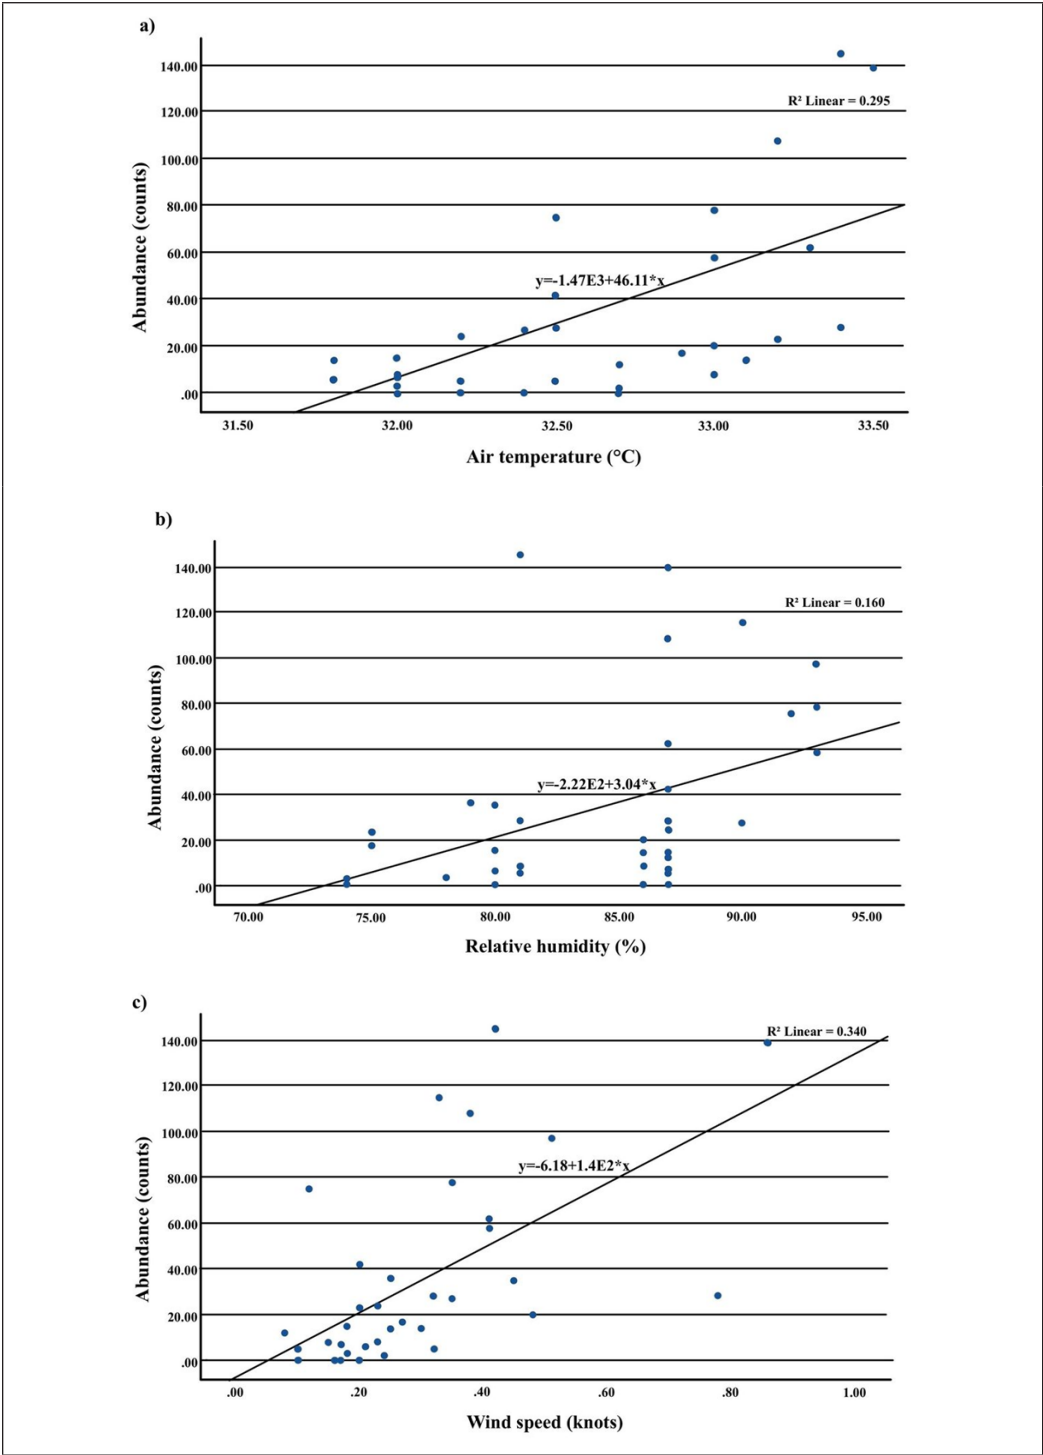 a)
140.00
R² Linear = 0.295
120.00
100.00
80.00
60.00
y=-1.47E3+46.11*x
40.00
20.00
.00
31.50 32.00 32.50 33.00 33.50
Abundance (counts)
Air temperature (°C)
b)
140.00
R² Linear = 0.160
120.00
100.00
80.00
60.00
y=-2.22E2+3.04*x
40.00
20.00
.00
70.00 75.00 80.00 85.00 90.00 95.00
Abundance (counts)
Relative humidity (%)
c)
R² Linear = 0.340
140.00
120.00
100.00
y=-6.18+1.4E2*x
80.00
60.00
40.00
20.00
.00
.00 .20 .40 .60 .80 1.00
Abundance (counts)
Wind speed (knots)